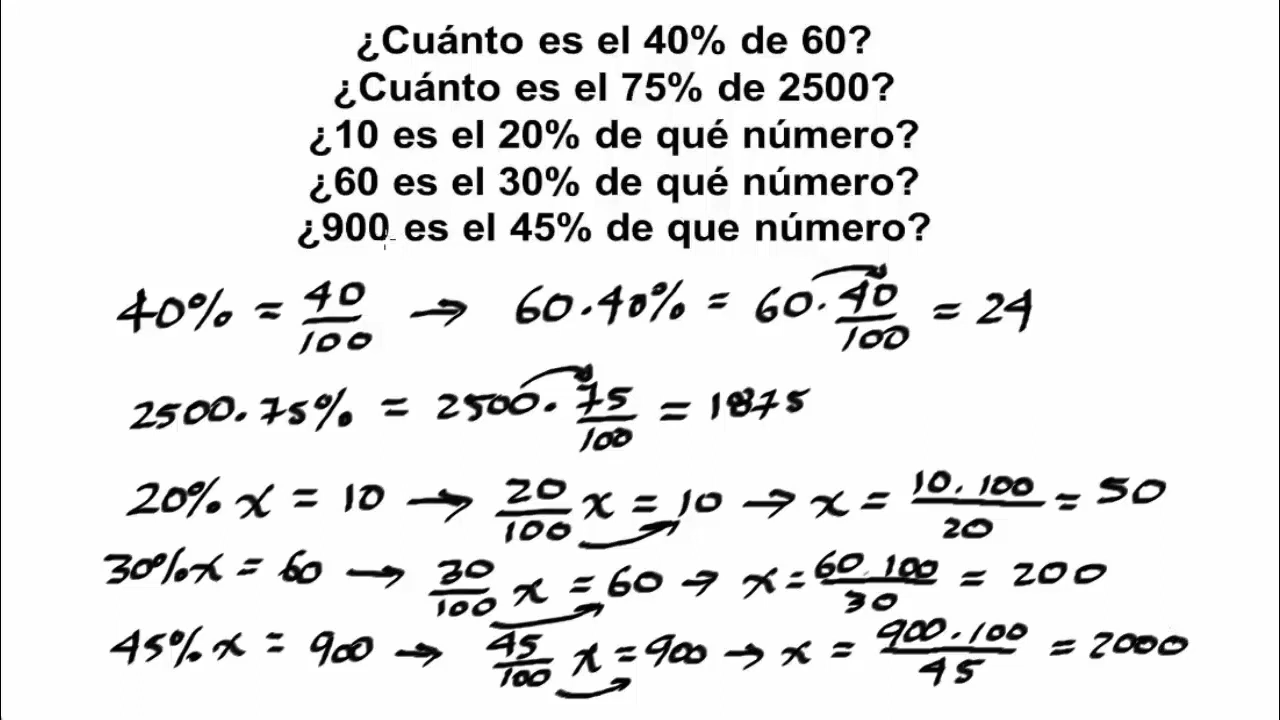 ¿Cuánto es el 40% de 60?
¿Cuánto es el 75% de 2500?
¿10 es el 20% de qué número?
¿60 es el 30% de qué número?
¿900 es el 45% de que número?
40% = 40/100 → 60.40% = 60.40/100 = 24
2500.75% = 2500.75/100 = 1875
20% x = 10 → 20/100 x = 10 → x = 10.100/20 = 50
30% x = 60 → 30/100 x = 60 → x = 60.100/30 = 200
45% x = 900 → 45/100 x = 900 → x = 900.100/45 = 2000